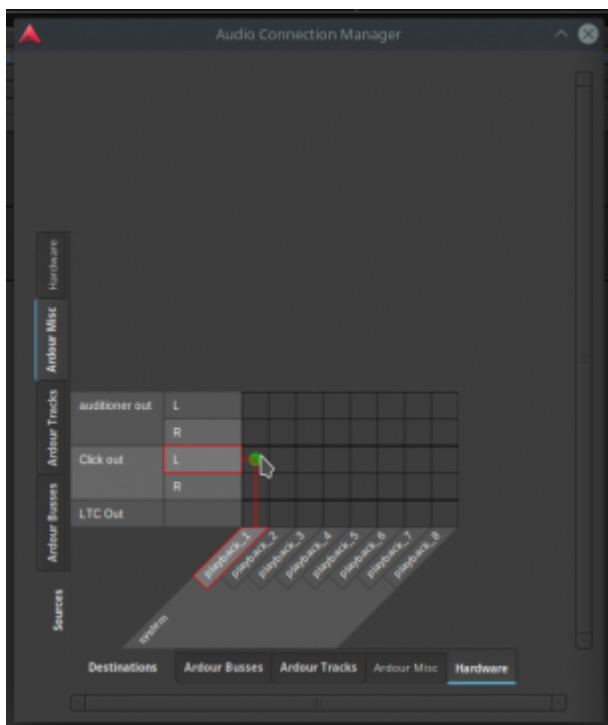 Audio Connection Manager
Hardware
Ardour Misc
Ardour Tracks
Ardour Busses
Sources
auditioner out L
R
Click out L
R
LTC Out
playback_1
playback_2
playback_3
playback_4
playback_5
playback_6
playback_7
playback_8
system
Destinations Ardour Busses Ardour Tracks Ardour Misc Hardware